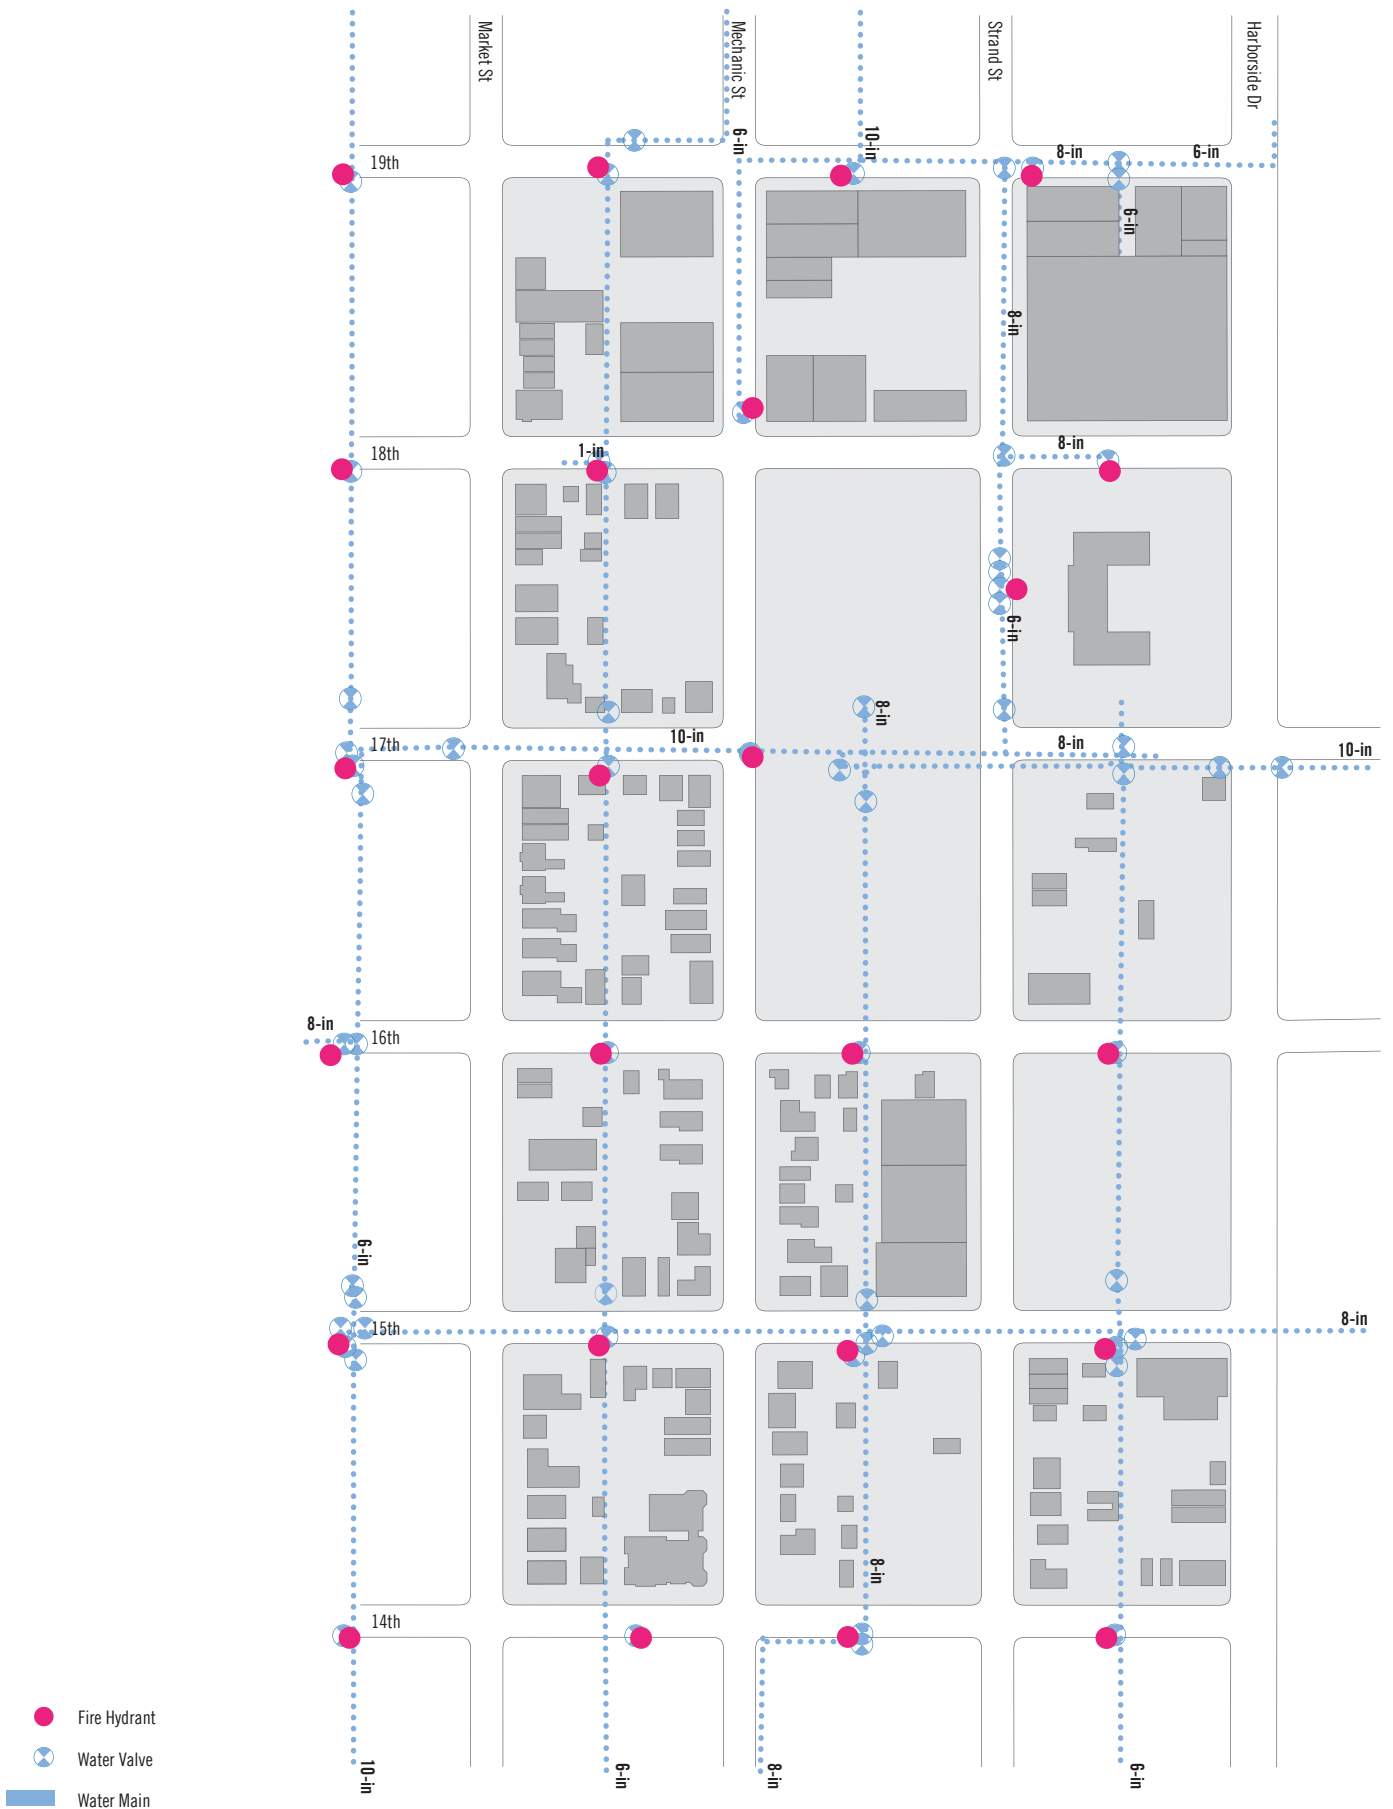 Market St
Mechanic St
Strand St
Harborside Dr
6-in
10-in
8-in
6-in
19th
6-in
8-in
18th
1-in
8-in
6-in
8-in
17th
10-in
8-in
10-in
8-in
16th
6-in
15th
8-in
8-in
14th
Fire Hydrant
Water Valve
Water Main
10-in
6-in
8-in
6-in